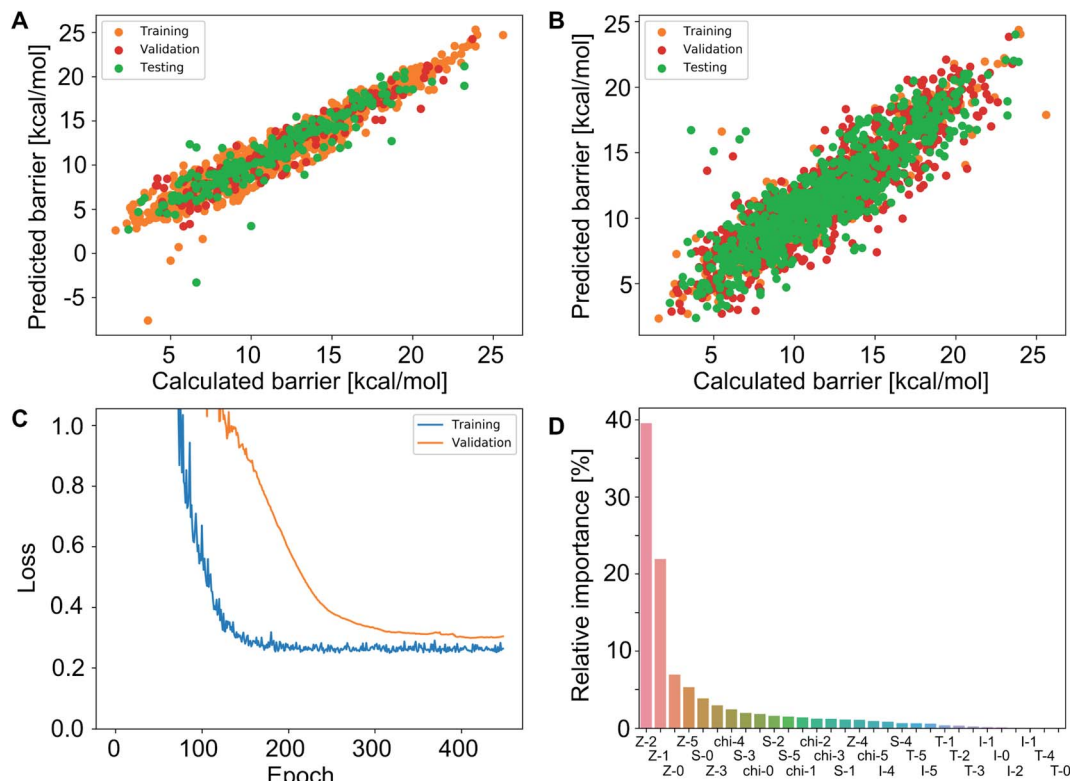 A
25
20
15
10
5
0
-5
Predicted barrier [kcal/mol]
Training
Validation
Testing
5
10
15
20
25
Calculated barrier [kcal/mol]
B
25
20
15
10
5
Predicted barrier [kcal/mol]
Training
Validation
Testing
5
10
15
20
25
Calculated barrier [kcal/mol]
C
1.0
0.8
0.6
0.4
0.2
0.0
Loss
Training
Validation
0
100
200
300
400
Epoch
D
40
30
20
10
0
Relative importance [%]
Z-2 Z-5 chi-4 S-2 chi-2 Z-4 S-4 T-1 I-1 I-1
Z-1 S-0 S-3 S-5 chi-3 chi-5 T-5 T-2 I-0 T-4
Z-0 Z-3 chi-0 chi-1 S-1 I-4 I-5 T-3 I-2 T-0